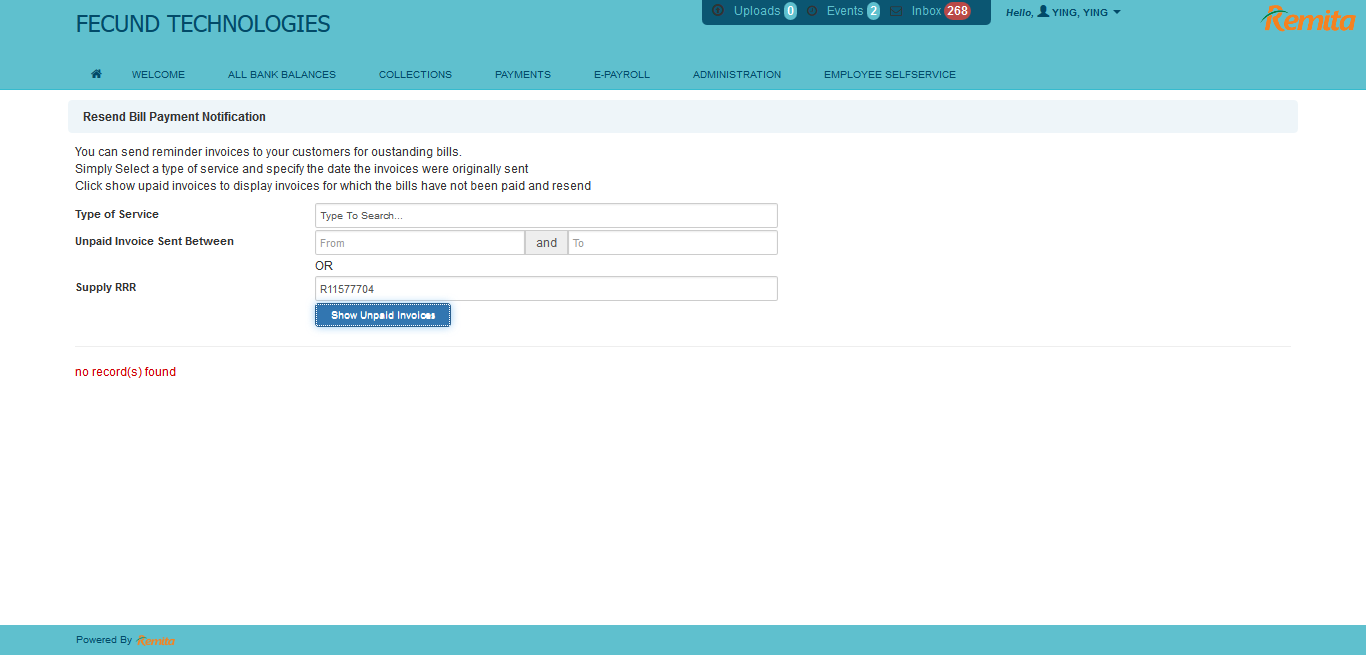 FECUND TECHNOLOGIES
Uploads 0 Events 2 Inbox 268
Hello, YING, YING
Remita
WELCOME ALL BANK BALANCES COLLECTIONS PAYMENTS E-PAYROLL ADMINISTRATION EMPLOYEE SELFSERVICE
Resend Bill Payment Notification
You can send reminder invoices to your customers for oustanding bills.
Simply Select a type of service and specify the date the invoices were originally sent
Click show upaid invoices to display invoices for which the bills have not been paid and resend
Type of Service Type To Search...
Unpaid Invoice Sent Between From and To
OR
Supply RRR R11577704
Show Unpaid Invoices
no record(s) found
Powered By Remita